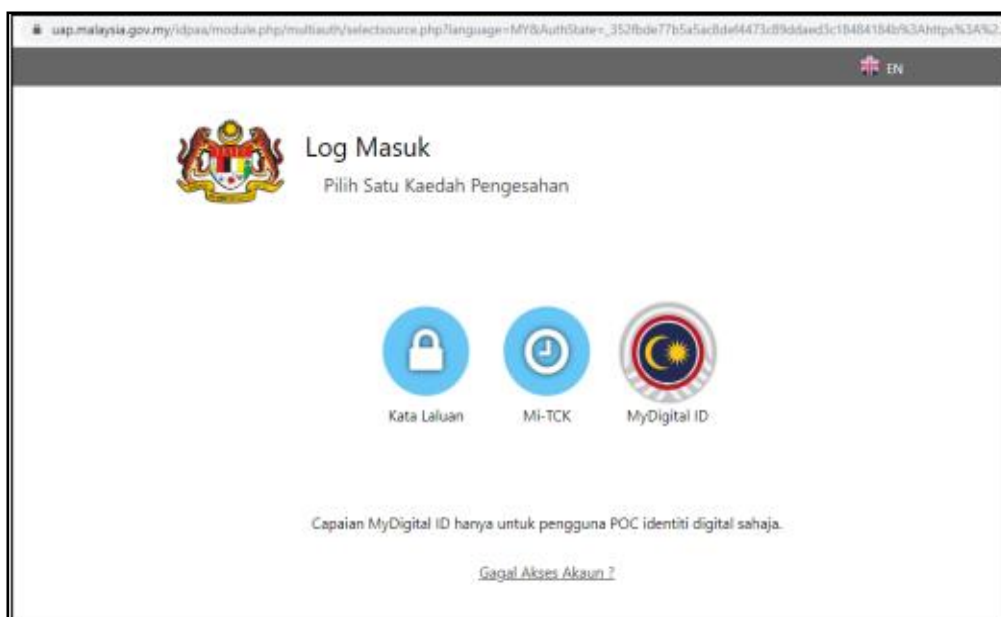 uap.malaysia.gov.my/idpaa/module.php/multiauth/selectsource.php?language=MY&AuthState=
EN
Log Masuk
Pilih Satu Kaedah Pengesahan
Kata Laluan Mi-TCK MyDigital ID
Capaian MyDigital ID hanya untuk pengguna POC identiti digital sahaja.
Gagal Akses Akaun ?